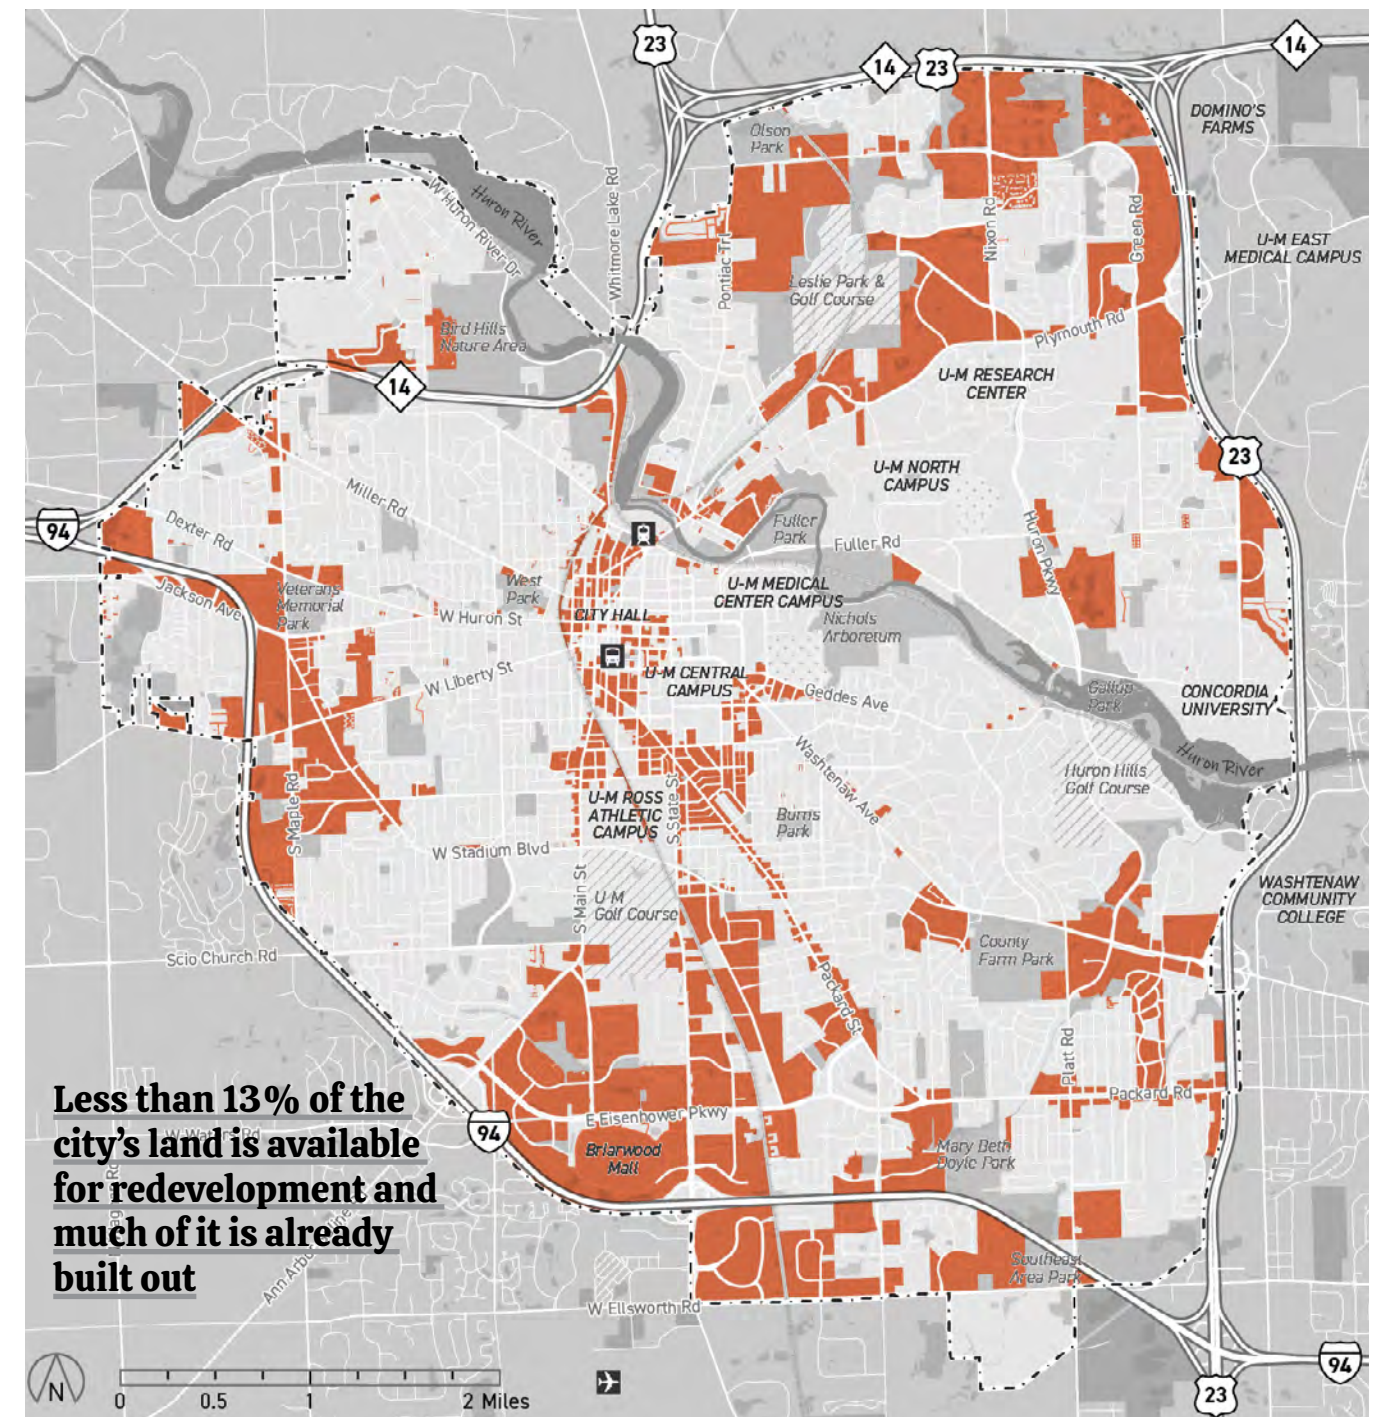 23
14
23
14
DOMINO'S
FARMS
Olson
Park
Huron River
W Huron River Dr
Whitmore Lake Rd
Pontiac Trl
Nixon Rd
Green Rd
U-M EAST
MEDICAL CAMPUS
Leslie Park &
Golf Course
Bird Hills
Nature Area
Plymouth Rd
14
U-M RESEARCH
CENTER
23
U-M NORTH
CAMPUS
Miller Rd
94
Dexter Rd
Fuller
Park
Fuller Rd
Huron Pkwy
Jackson Ave
Veterans
Memorial
Park
West
Park
U-M MEDICAL
CENTER CAMPUS
W Huron St
CITY HALL
Nichols
Arboretum
W Liberty St
U-M CENTRAL
CAMPUS
Geddes Ave
Gallup
Park
CONCORDIA
UNIVERSITY
Washtenaw Ave
Huron River
Huron Hills
Golf Course
S Maple Rd
U-M ROSS
ATHLETIC
CAMPUS
S State St
Burns
Park
W Stadium Blvd
S Main St
U-M
Golf Course
WASHTENAW
COMMUNITY
COLLEGE
Scio Church Rd
County
Farm Park
Packard St
Platt Rd
Less than 13% of the
city’s land is available
for redevelopment and
much of it is already
built out
Packard Rd
E Eisenhower Pkwy
94
Briarwood
Mall
Mary Beth
Doyle Park
Southeast
Area Park
W Ellsworth Rd
N
0 0.5 1 2 Miles
94
23